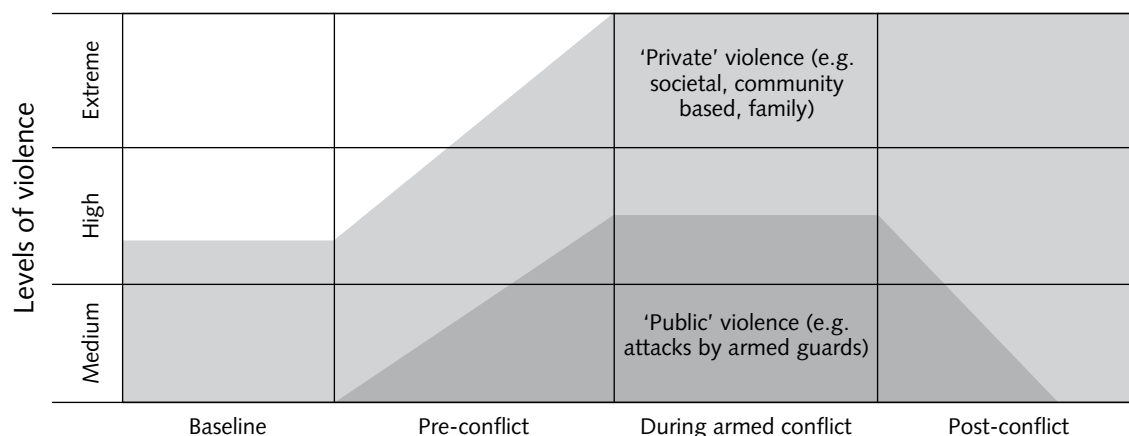 Levels of violence
Extreme
High
Medium
‘Private’ violence (e.g.
societal, community
based, family)
‘Public’ violence (e.g.
attacks by armed guards)
Baseline
Pre-conflict
During armed conflict
Post-conflict